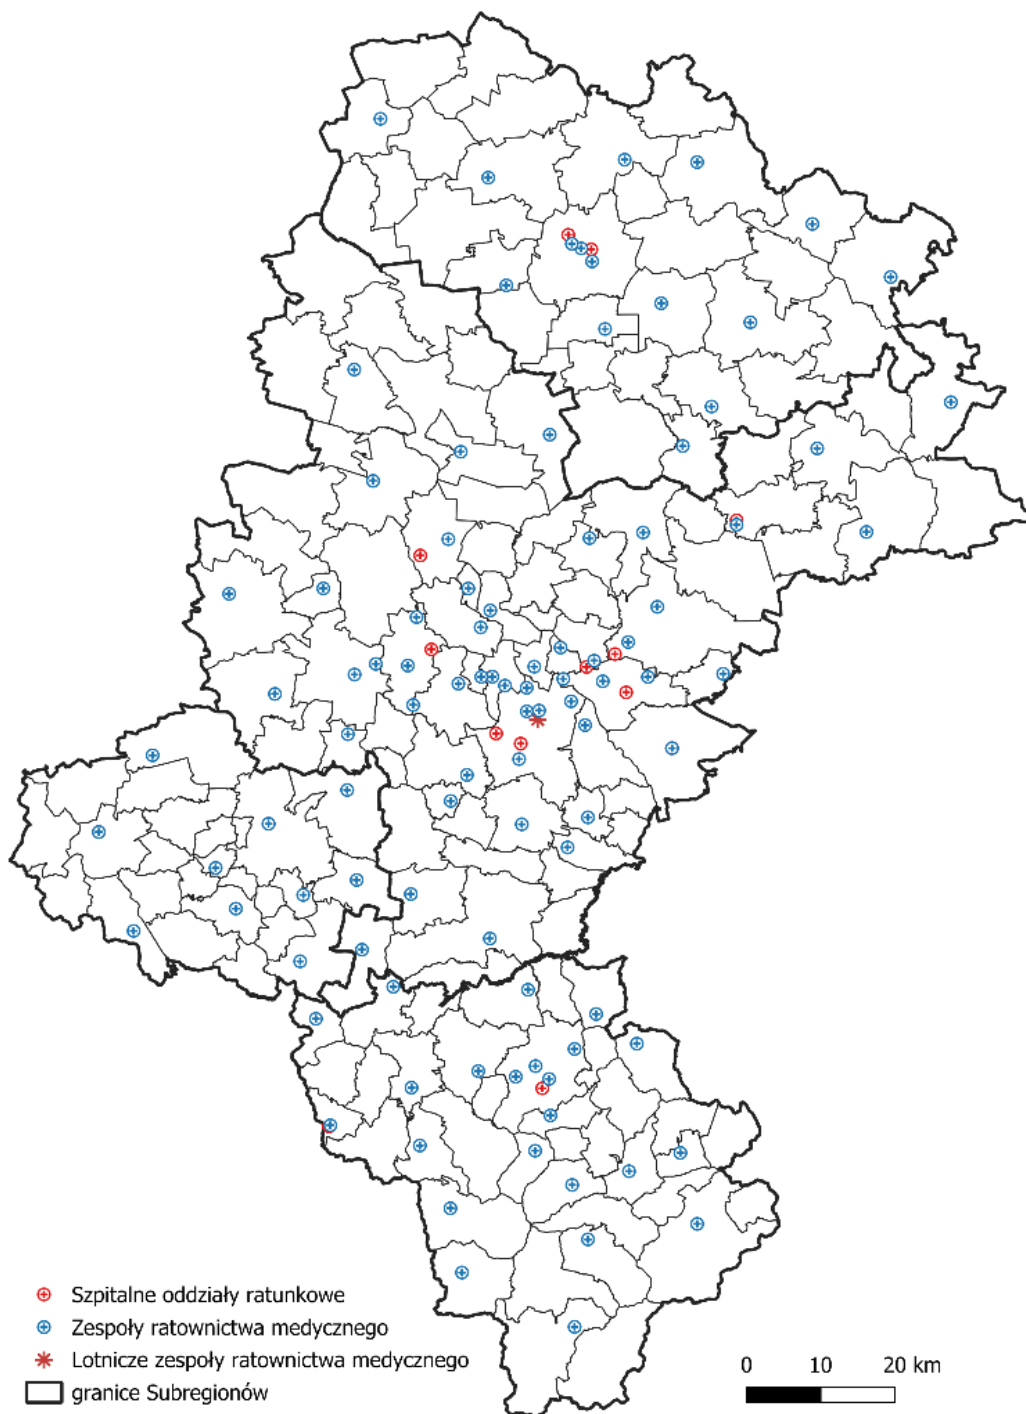 Szpitalne oddziały ratunkowe
Zespoły ratownictwa medycznego
Lotnicze zespoły ratownictwa medycznego
granice Subregionów
0 10 20 km